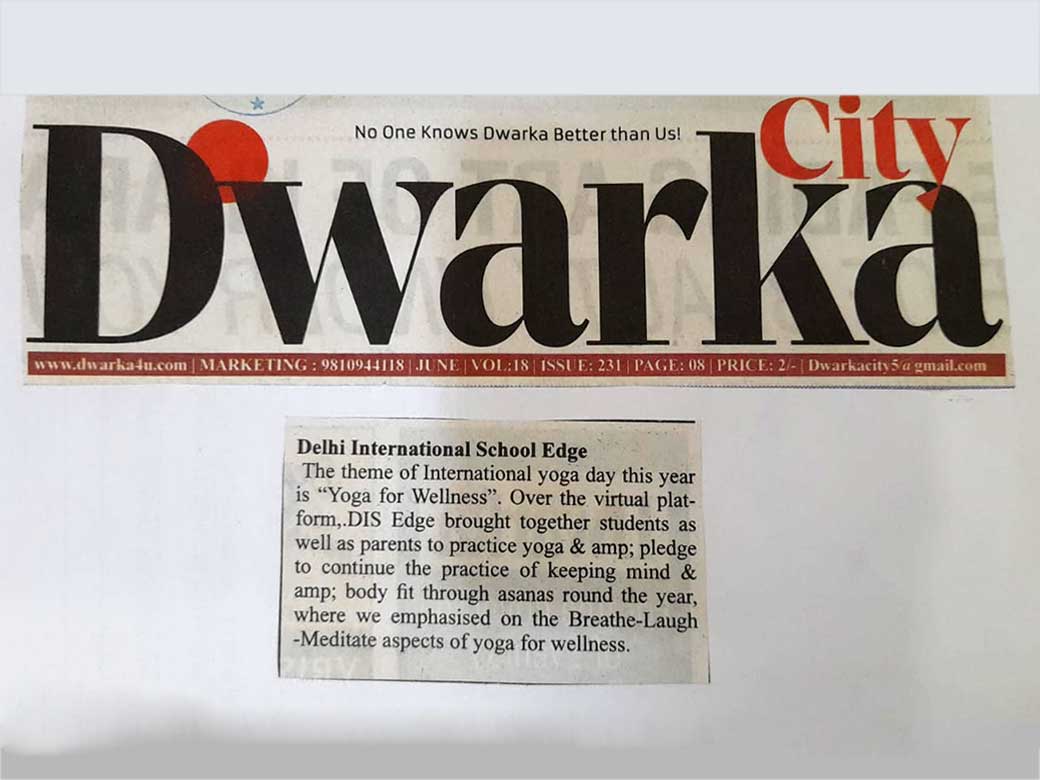 No One Knows Dwarka Better than Us!
City
Dwarka
www.dwarka4u.com | MARKETING : 9810944118 | JUNE | VOL:18 | ISSUE: 231 | PAGE: 08 | PRICE: 2/- | Dwarkacity5@gmail.com
Delhi International School Edge
The theme of International yoga day this year
is “Yoga for Wellness”. Over the virtual plat-
form,.DIS Edge brought together students as
well as parents to practice yoga & amp; pledge
to continue the practice of keeping mind &
amp; body fit through asanas round the year,
where we emphasised on the Breathe-Laugh
-Meditate aspects of yoga for wellness.